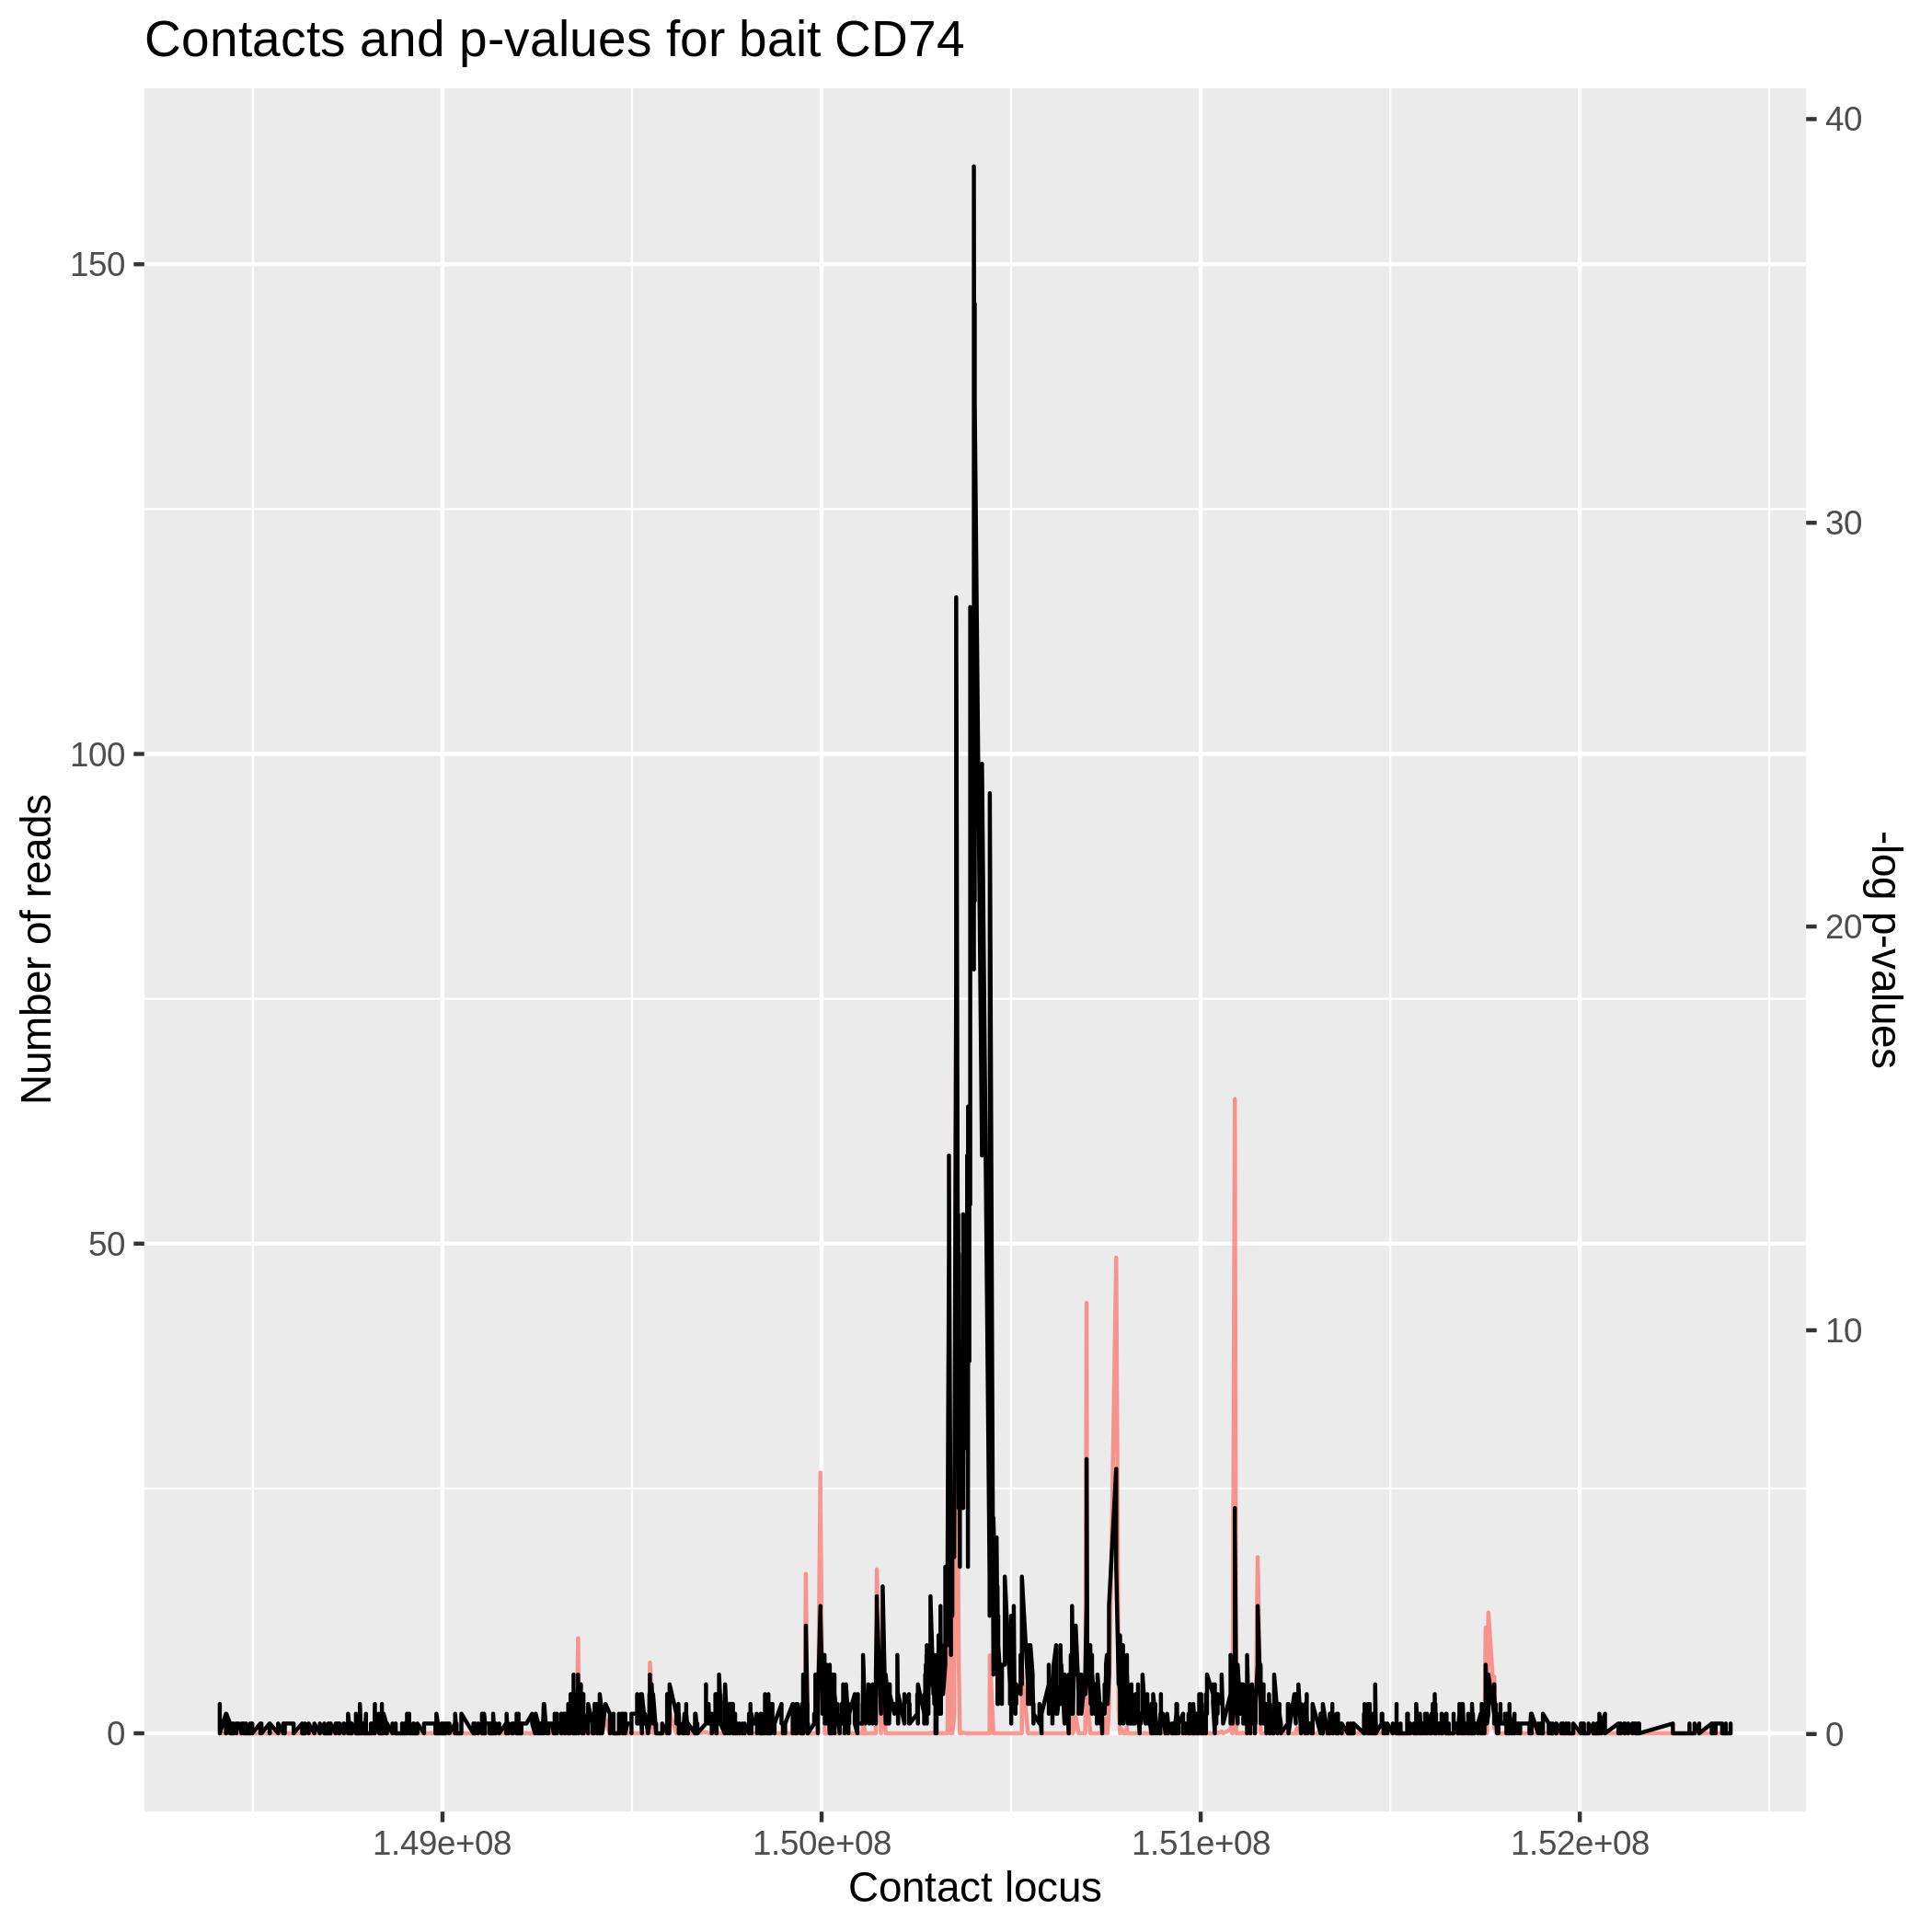 Contacts and p-values for bait CD74
150
100
50
0
Number of reads
40
30
20
10
0
-log p-values
1.49e+08
1.50e+08
1.51e+08
1.52e+08
Contact locus